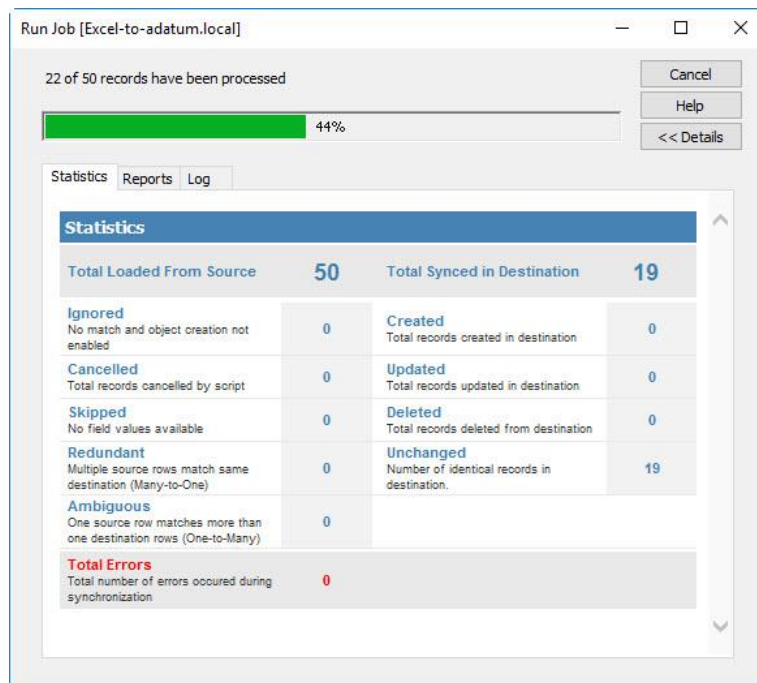 Run Job [Excel-to-adatum.local]
22 of 50 records have been processed
Cancel
Help
<< Details
44%
Statistics
Reports
Log
Statistics
Total Loaded From Source
50
Total Synced in Destination
19
Ignored
No match and object creation not
enabled
0
Created
Total records created in destination
0
Cancelled
Total records cancelled by script
0
Updated
Total records updated in destination
0
Skipped
No field values available
0
Deleted
Total records deleted from destination
0
Redundant
Multiple source rows match same
destination (Many-to-One)
0
Unchanged
Number of identical records in
destination.
19
Ambiguous
One source row matches more than
one destination rows (One-to-Many)
0
Total Errors
Total number of errors occured during
synchronization
0